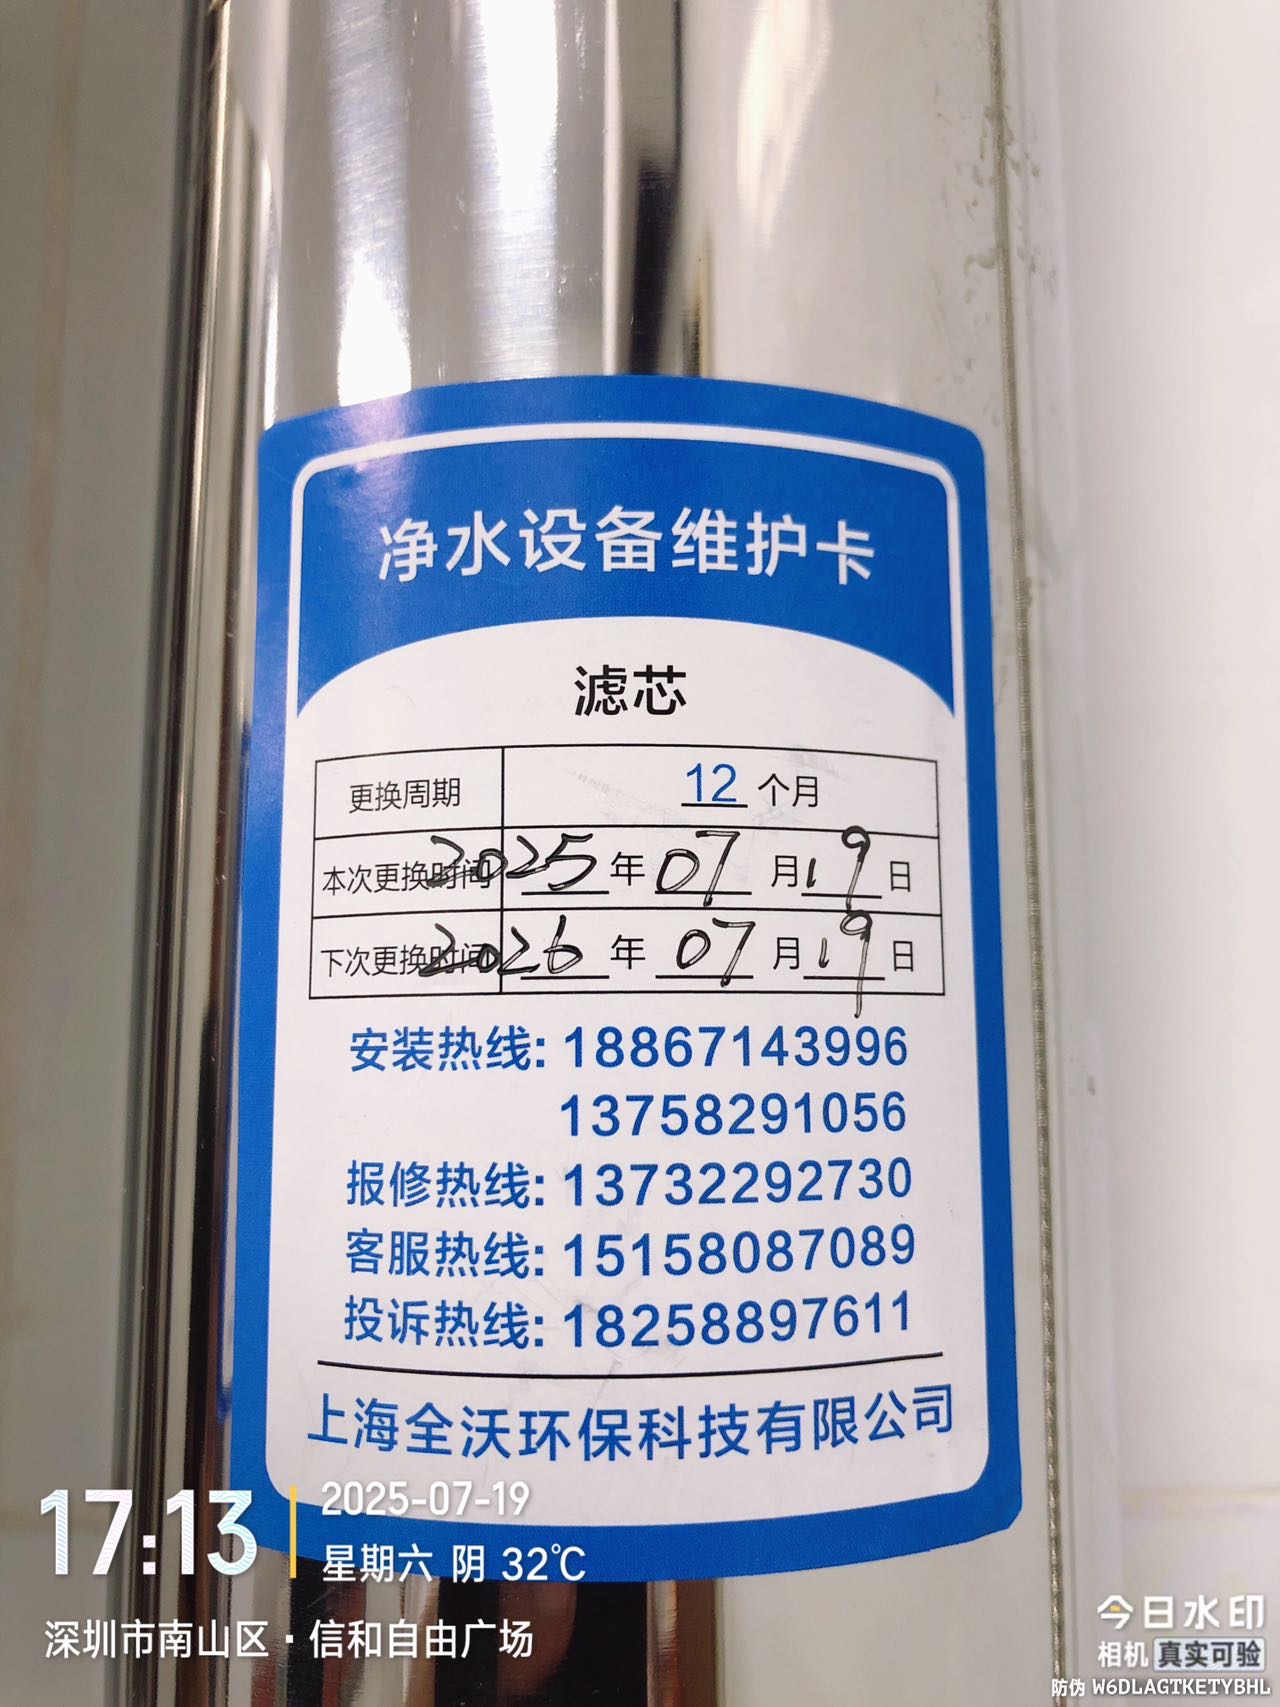 净水设备维护卡
滤芯
更换周期 12 个月
本次更换时间 2025 年 07 月 19 日
下次更换时间 2026 年 07 月 19 日
安装热线: 18867143996
13758291056
报修热线: 13732292730
客服热线: 15158087089
投诉热线: 18258897611
上海全沃环保科技有限公司
17:13
2025-07-19
星期六 阴 32℃
深圳市南山区·信和自由广场
今日水印
相机 真实可验
防伪 W6DLAGTKETYBHL